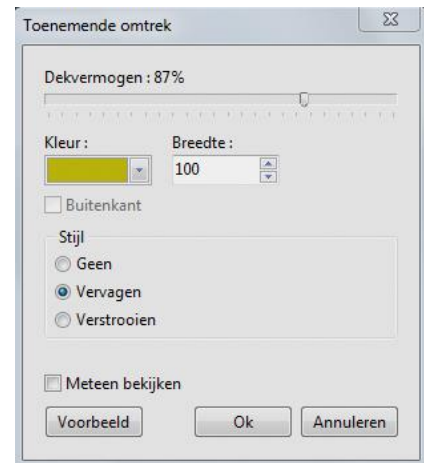 Toenemende omtrek
Dekvermogen : 87%
Kleur : Breedte :
100
Buitenkant
Stijl
Geen
Vervagen
Verstrooien
Meteen bekijken
Voorbeeld Ok Annuleren